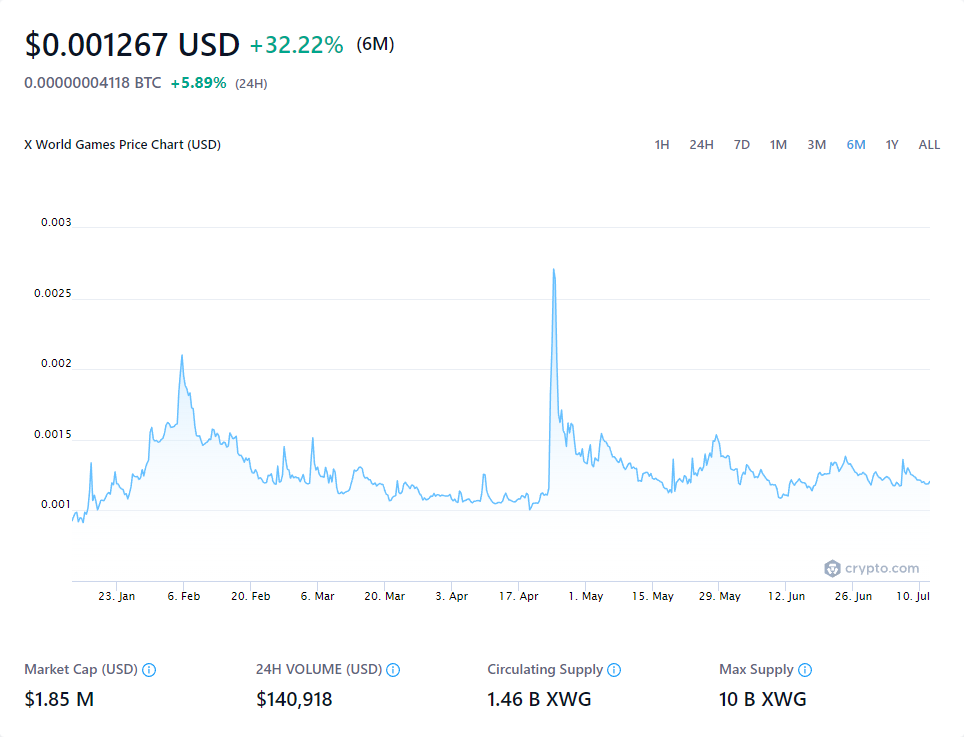 $0.001267 USD +32.22% (6M)
0.00000004118 BTC +5.89% (24H)
X World Games Price Chart (USD) 1H 24H 7D 1M 3M 6M 1Y ALL
0.003
0.0025
0.002
0.0015
0.001
crypto.com
23. Jan 6. Feb 20. Feb 6. Mar 20. Mar 3. Apr 17. Apr 1. May 15. May 29. May 12. Jun 26. Jun 10. Jul
Market Cap (USD) 24H VOLUME (USD) Circulating Supply Max Supply
$1.85 M $140,918 1.46 B XWG 10 B XWG